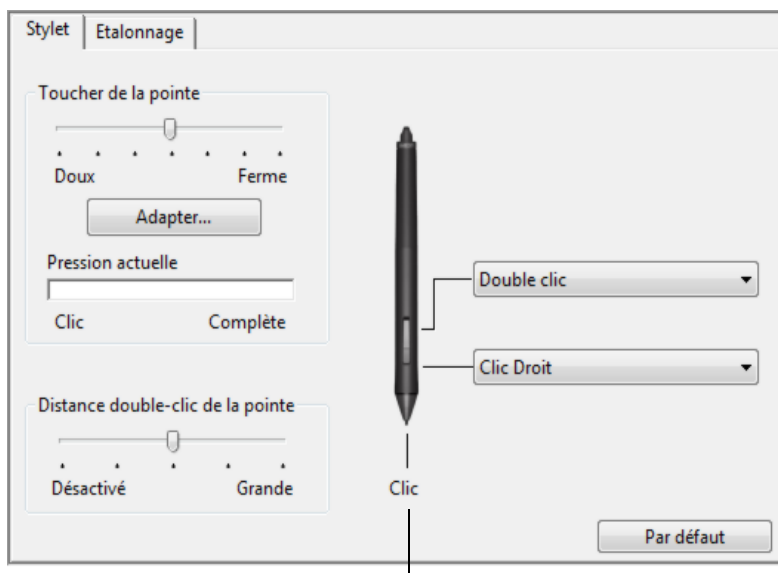 Stylet Etalonnage
Toucher de la pointe
Doux Ferme
Adapter...
Pression actuelle
Clic Complète
Double clic
Clic Droit
Distance double-clic de la pointe
Désactivé Grande
Clic
Par défaut